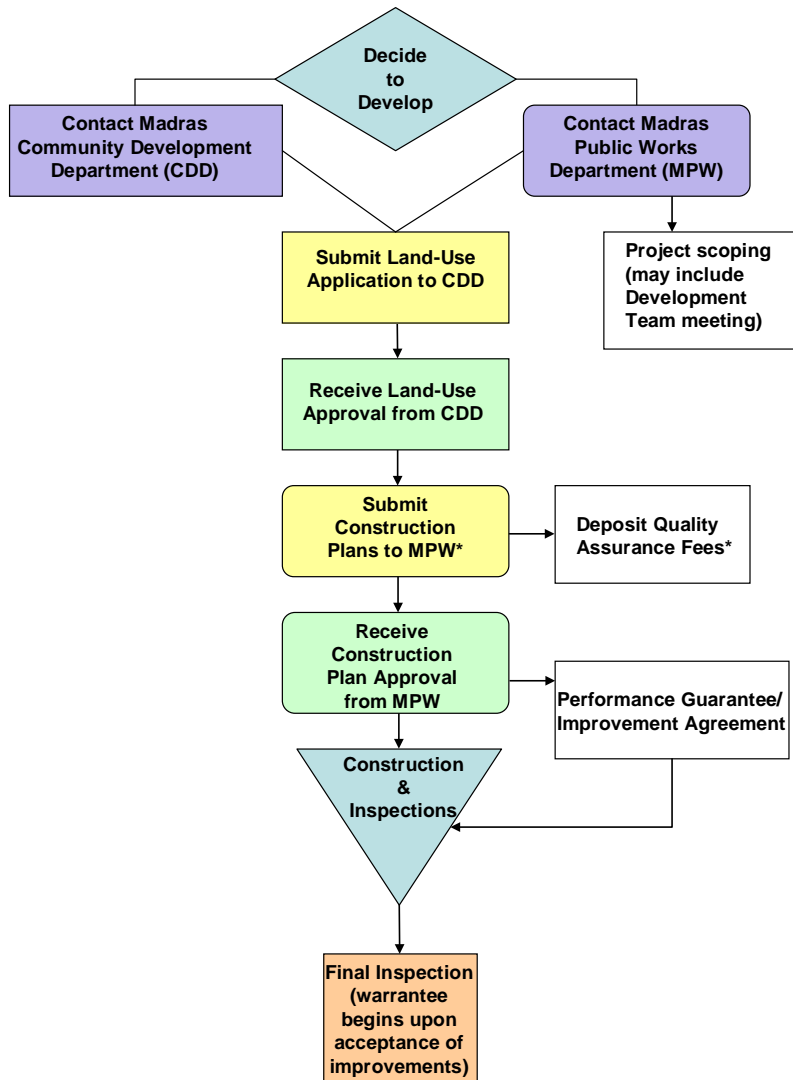 Decide
to
Develop
Contact Madras
Community Development
Department (CDD)
Contact Madras
Public Works
Department (MPW)
Submit Land-Use
Application to CDD
Project scoping
(may include
Development
Team meeting)
Receive Land-Use
Approval from CDD
Submit
Construction
Plans to MPW*
Deposit Quality
Assurance Fees*
Receive
Construction
Plan Approval
from MPW
Performance Guarantee/
Improvement Agreement
Construction
&
Inspections
Final Inspection
(warrantee
begins upon
acceptance of
improvements)